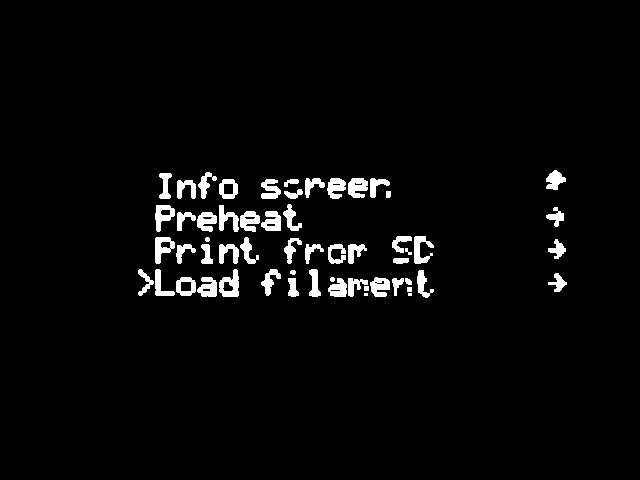 Info screen
Preheat →
Print from SD →
>Load filament →